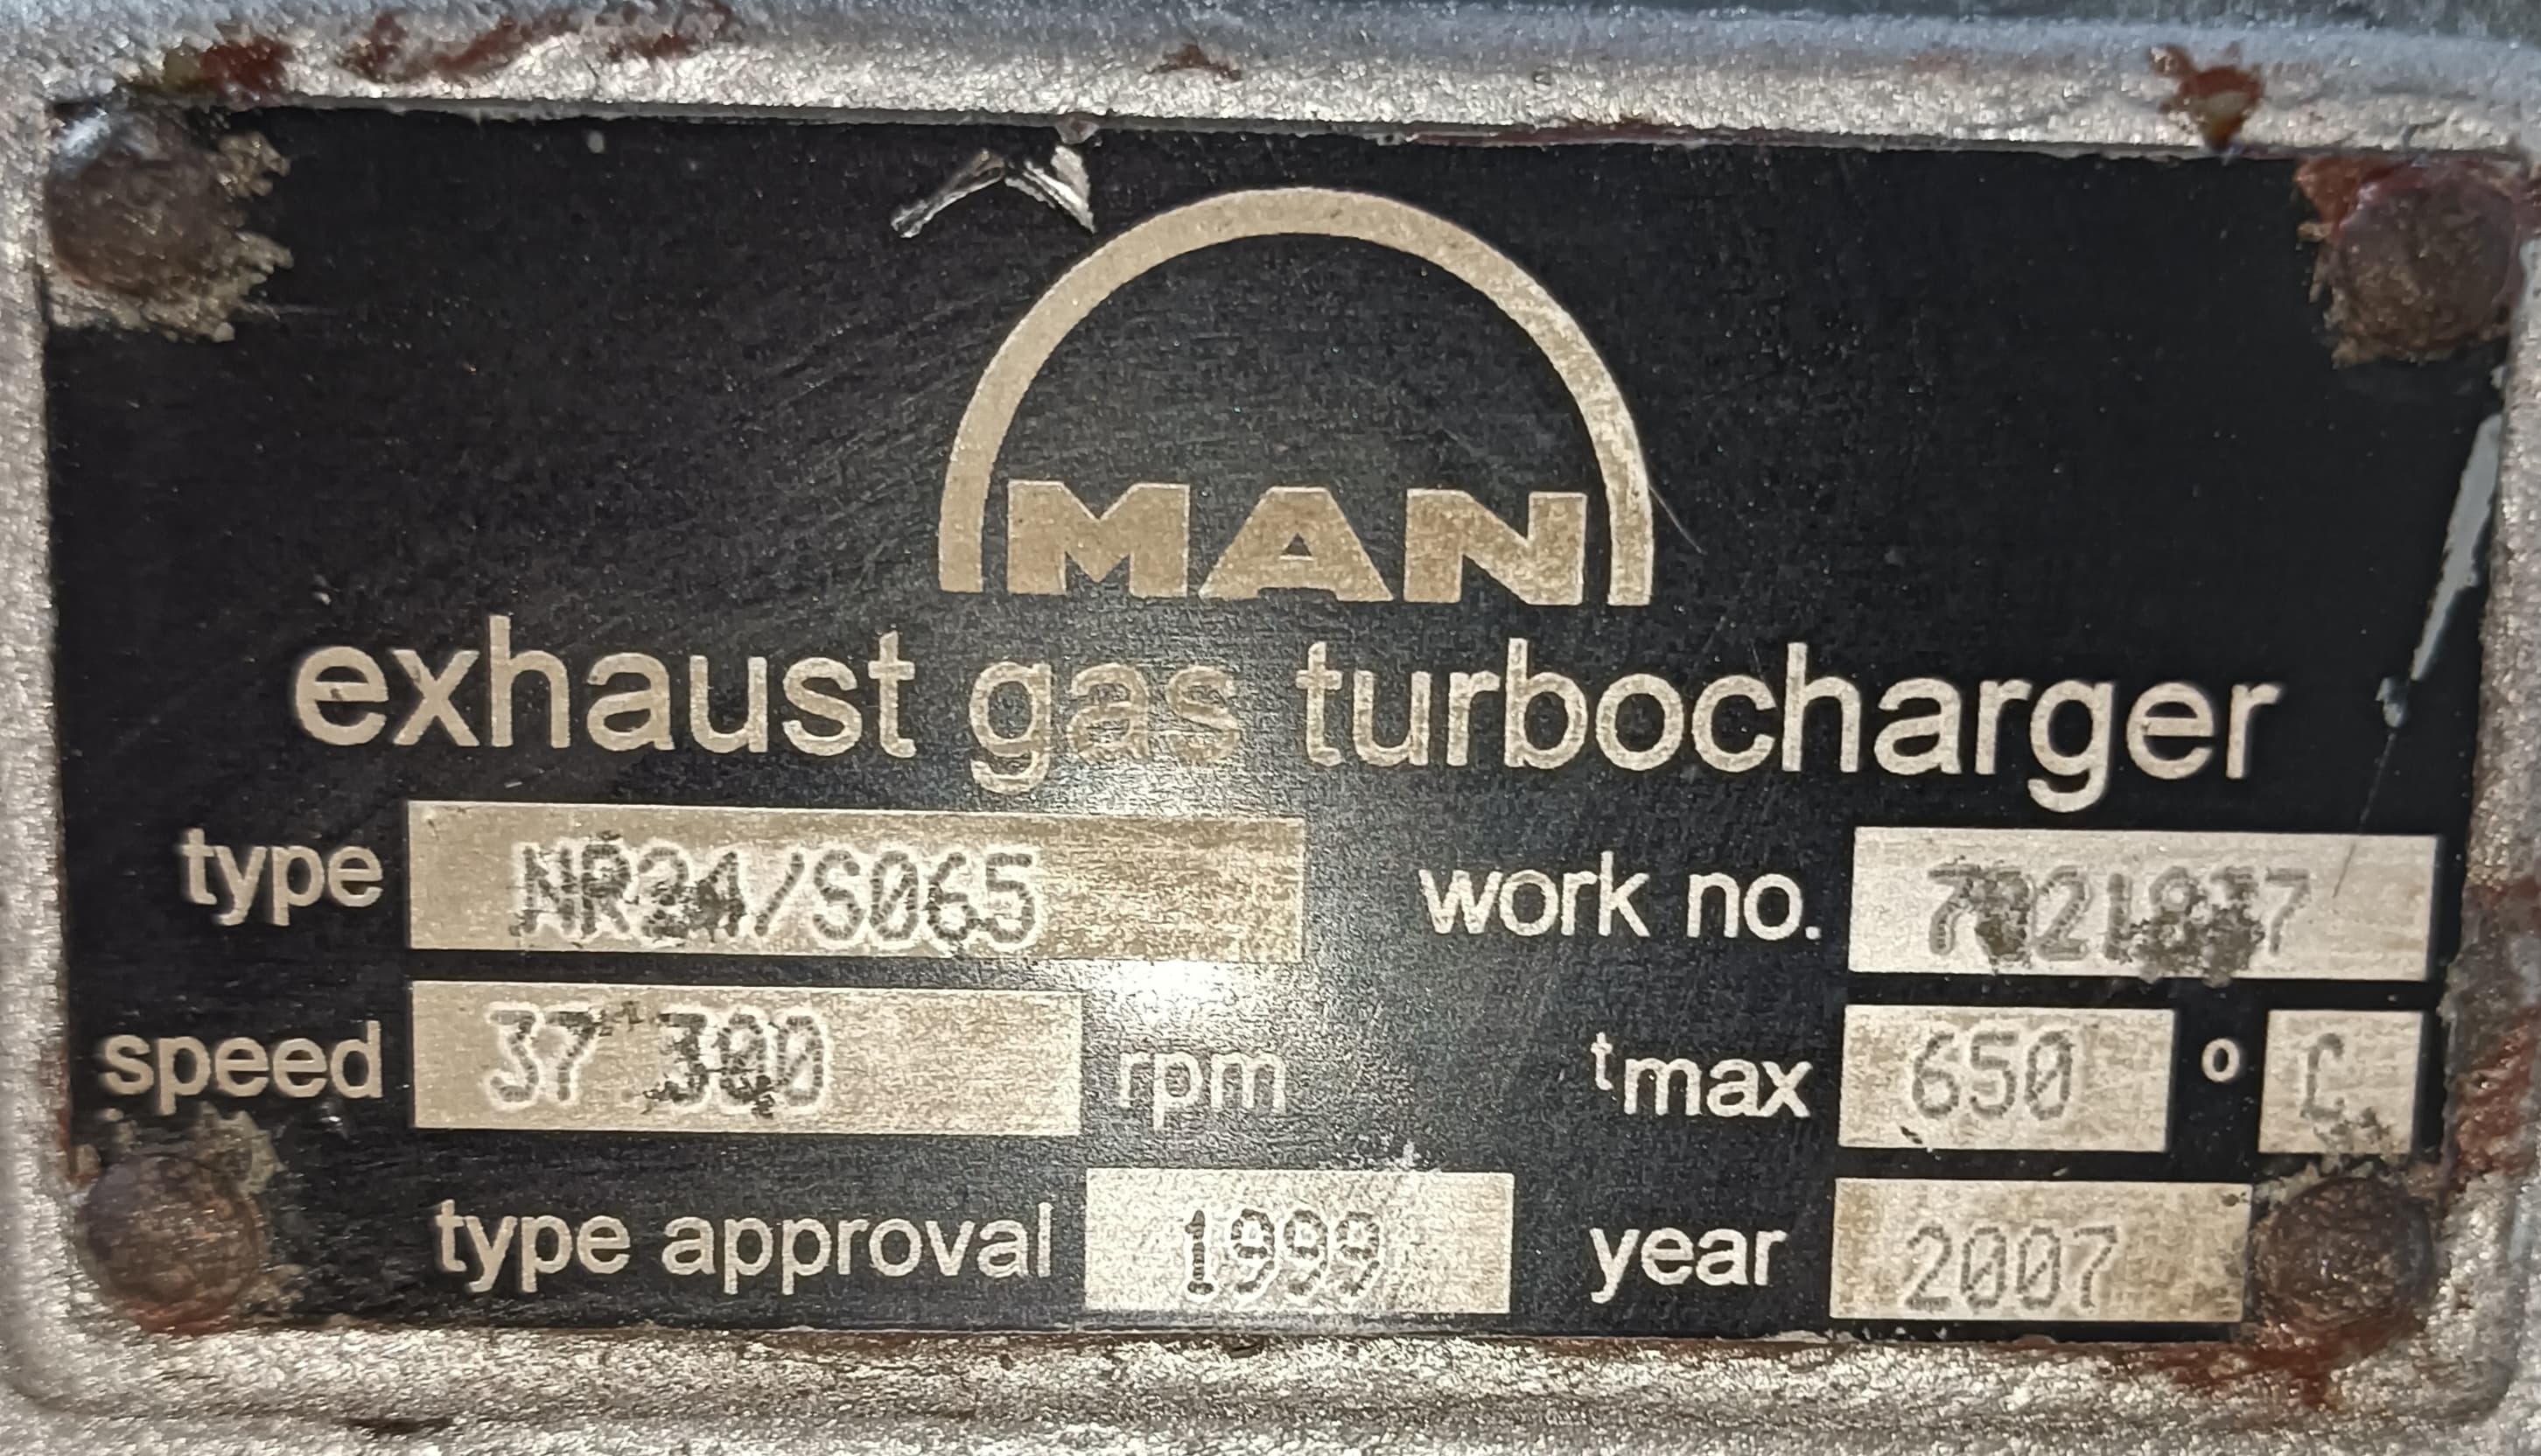 MAN
exhaust gas turbocharger
type NR24/S065 work no.
speed 37 300 rpm tmax 650 ° C
type approval 1999 year 2007